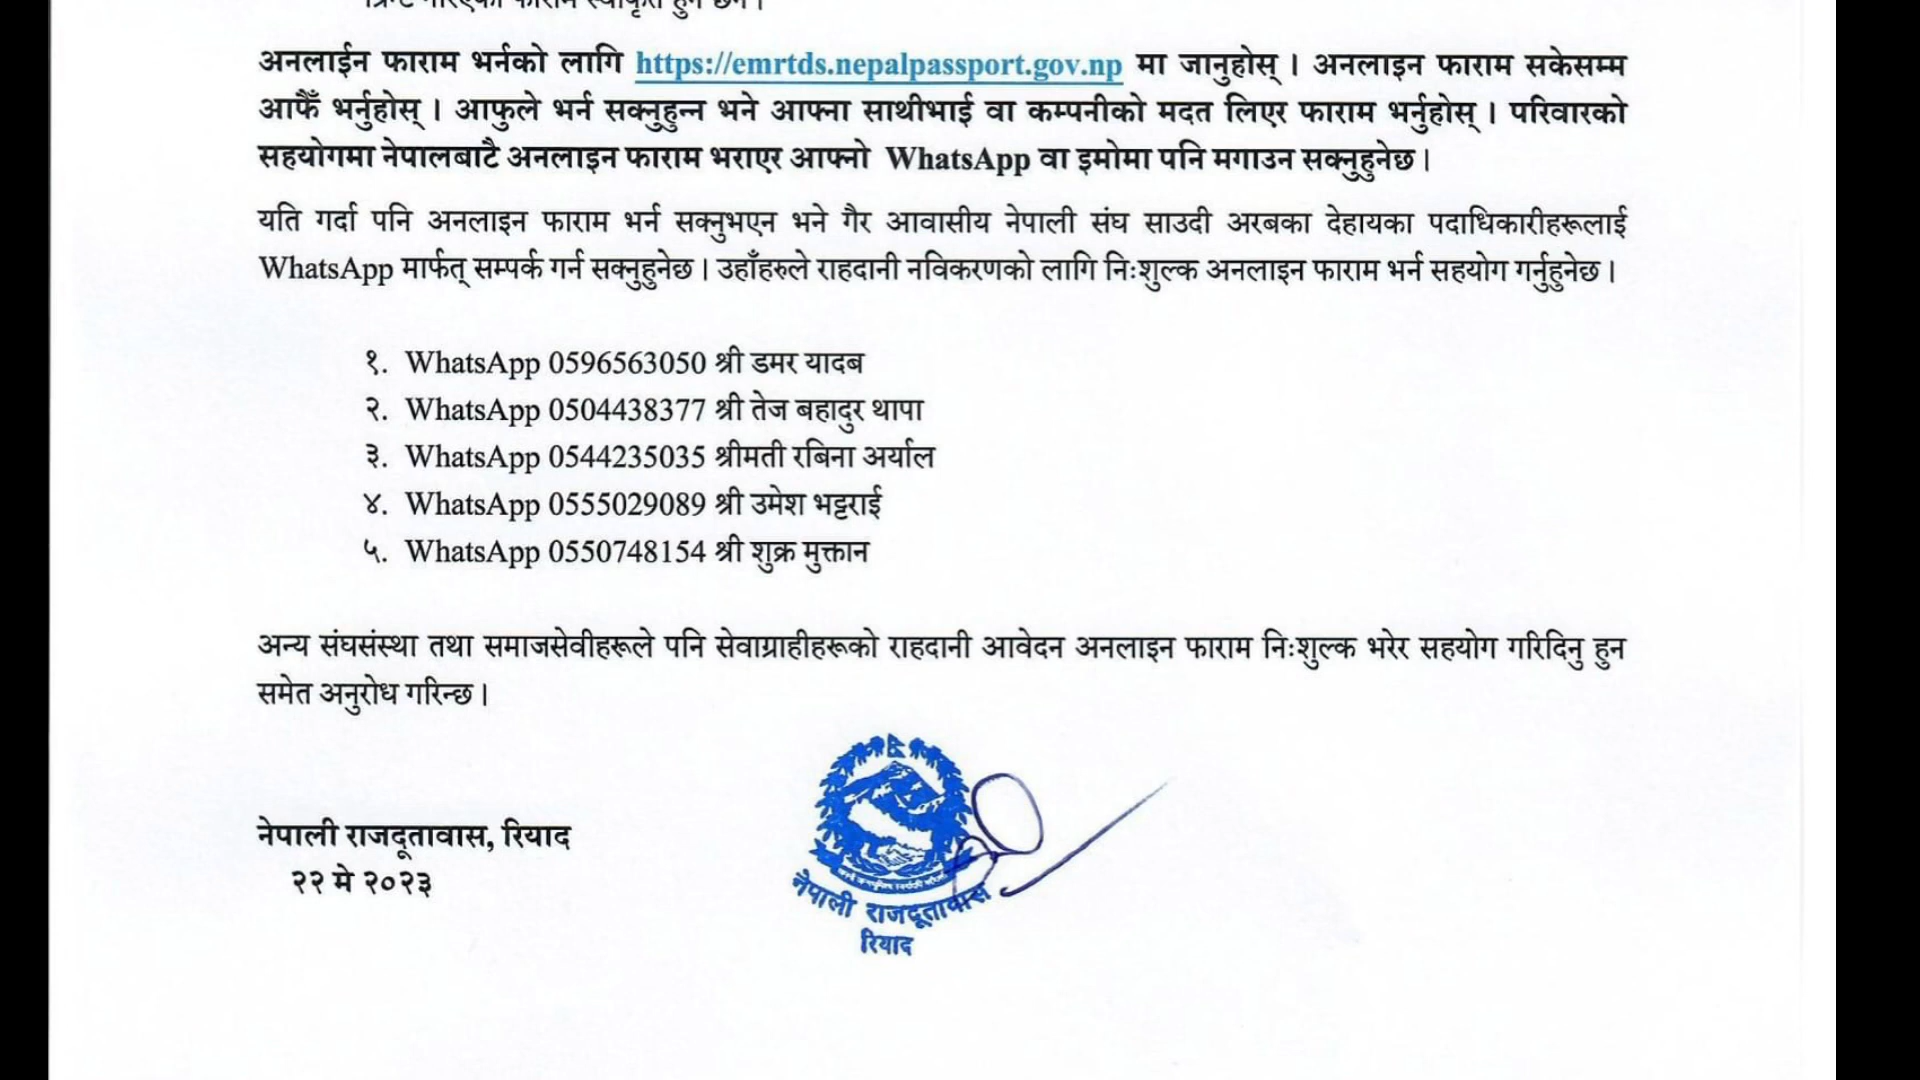 प्रिन्ट गरिएको फाराम स्वीकृत हुने छैन।
अनलाईन फाराम भर्नको लागि https://emrtds.nepalpassport.gov.np मा जानुहोस् । अनलाइन फाराम सकेसम्म
आफैँ भर्नुहोस् । आफुले भर्न सक्नुहुन्न भने आफ्ना साथीभाई वा कम्पनीको मदत लिएर फाराम भर्नुहोस् । परिवारको
सहयोगमा नेपालबाटै अनलाइन फाराम भराएर आफ्नो WhatsApp वा इमोमा पनि मगाउन सक्नुहुनेछ।
यति गर्दा पनि अनलाइन फाराम भर्न सक्नुभएन भने गैर आवासीय नेपाली संघ साउदी अरबका देहायका पदाधिकारीहरूलाई
WhatsApp मार्फत् सम्पर्क गर्न सक्नुहुनेछ। उहाँहरुले राहदानी नविकरणको लागि निःशुल्क अनलाइन फाराम भर्न सहयोग गर्नुहुनेछ।
१. WhatsApp 0596563050 श्री डमर यादब
२. WhatsApp 0504438377 श्री तेज बहादुर थापा
३. WhatsApp 0544235035 श्रीमती रबिना अर्याल
४. WhatsApp 0555029089 श्री उमेश भट्टराई
५. WhatsApp 0550748154 श्री शुक्र मुक्तान
अन्य संघसंस्था तथा समाजसेवीहरूले पनि सेवाग्राहीहरूको राहदानी आवेदन अनलाइन फाराम निःशुल्क भरेर सहयोग गरिदिनु हुन
समेत अनुरोध गरिन्छ।
नेपाली राजदूतावास, रियाद
२२ मे २०२३
नेपाली राजदूतावास
रियाद